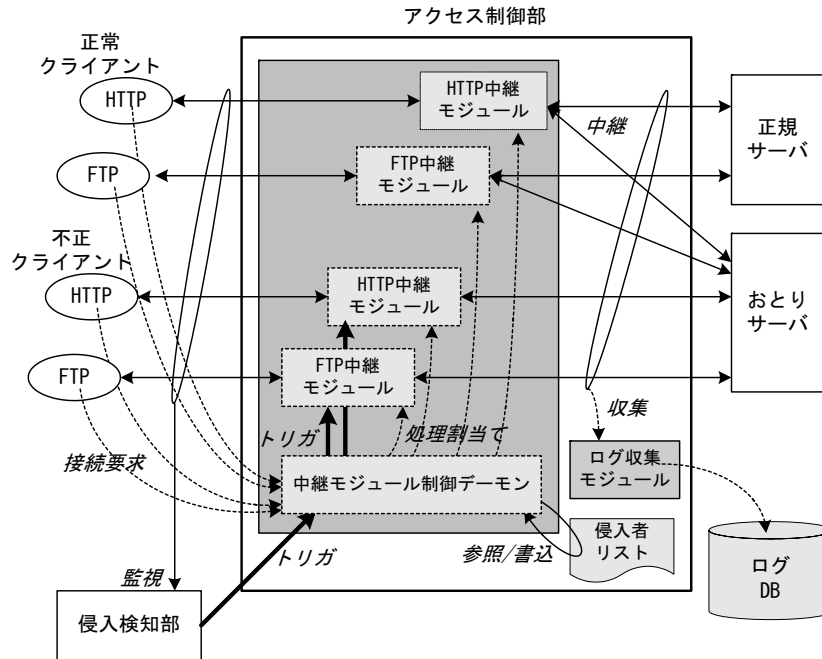 アクセス制御部
正常
クライアント
HTTP
HTTP中継
モジュール
中継
正規
サーバ
FTP
FTP中継
モジュール
不正
クライアント
HTTP
HTTP中継
モジュール
おとり
サーバ
FTP
FTP中継
モジュール
トリガ
処理割当て
収集
接続要求
中継モジュール制御デーモン
ログ収集
モジュール
侵入者
リスト
参照/書込
トリガ
監視
侵入検知部
ログ
DB